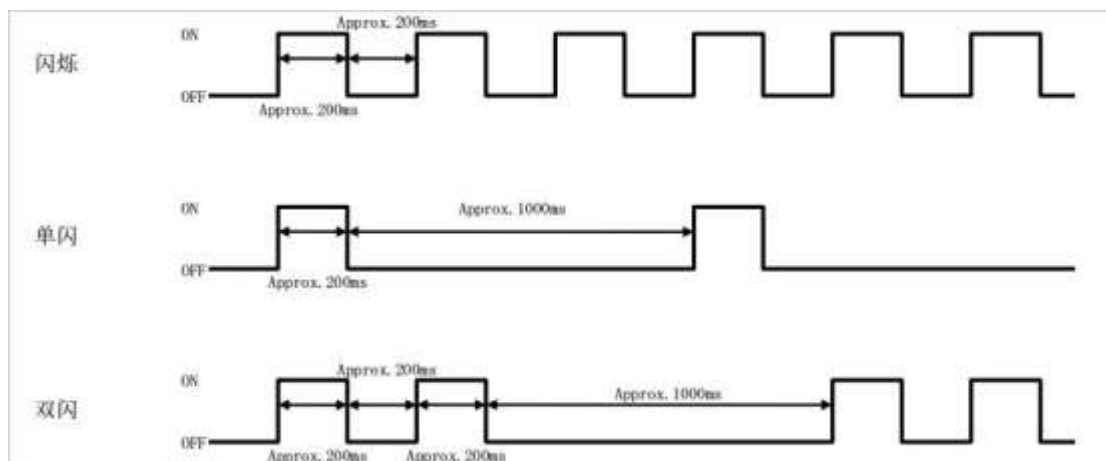 Approx. 200ms
ON
闪烁
OFF
Approx. 200ms
ON
Approx. 1000ms
单闪
OFF
Approx. 200ms
Approx. 200ms
ON
Approx. 1000ms
双闪
OFF
Approx. 200ms Approx. 200ms